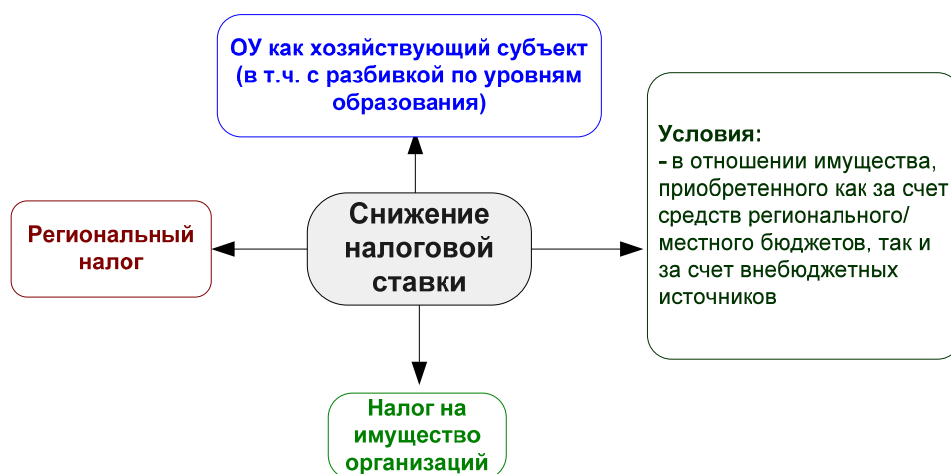 ОУ как хозяйствующий субъект
(в т.ч. с разбивкой по уровням
образования)
Условия:
- в отношении имущества,
приобретенного как за счет
средств регионального/
местного бюджетов, так и
за счет внебюджетных
источников
Снижение
налоговой
ставки
Региональный
налог
Налог на
имущество
организаций